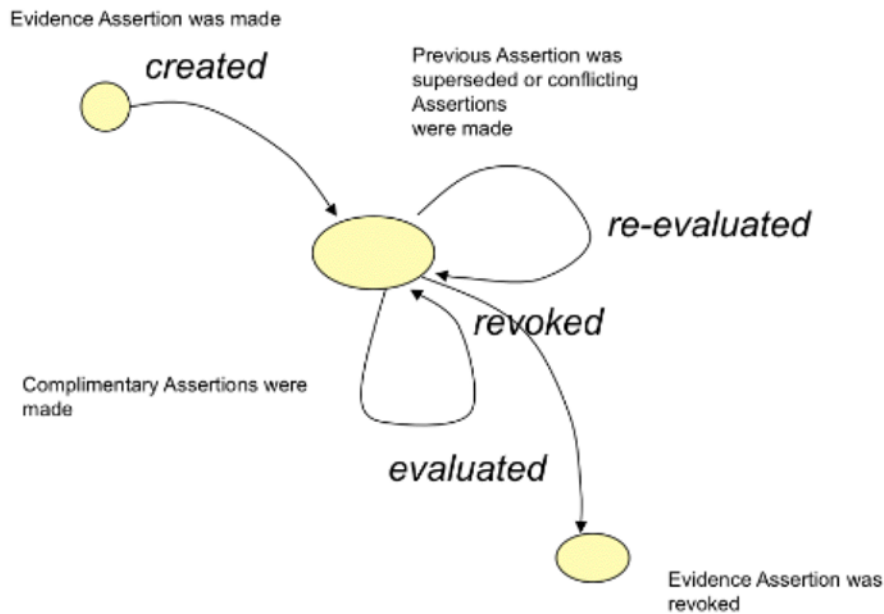 Evidence Assertion was made
created
Previous Assertion was
superseded or conflicting
Assertions
were made
re-evaluated
revoked
Complimentary Assertions were
made
evaluated
Evidence Assertion was
revoked